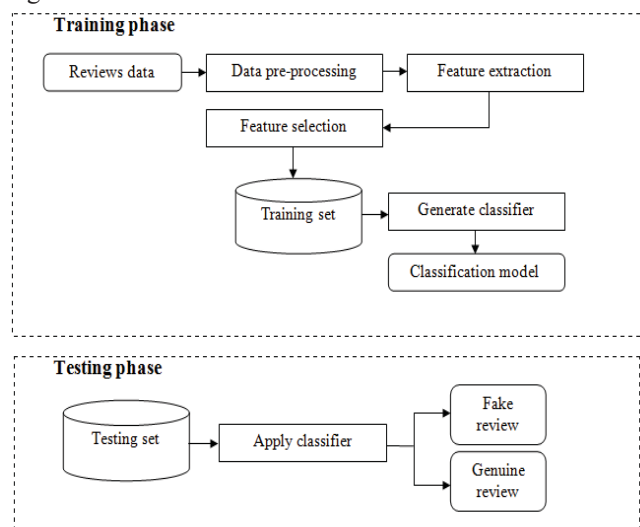 Training phase
Reviews data
Data pre-processing
Feature extraction
Feature selection
Training set
Generate classifier
Classification model
Testing phase
Testing set
Apply classifier
Fake
review
Genuine
review